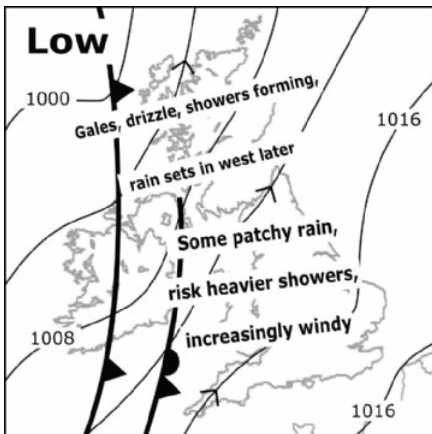 Low
1000
Gales, drizzle, showers forming,
1016
rain sets in west later
Some patchy rain,
risk heavier showers,
1008
increasingly windy
1016